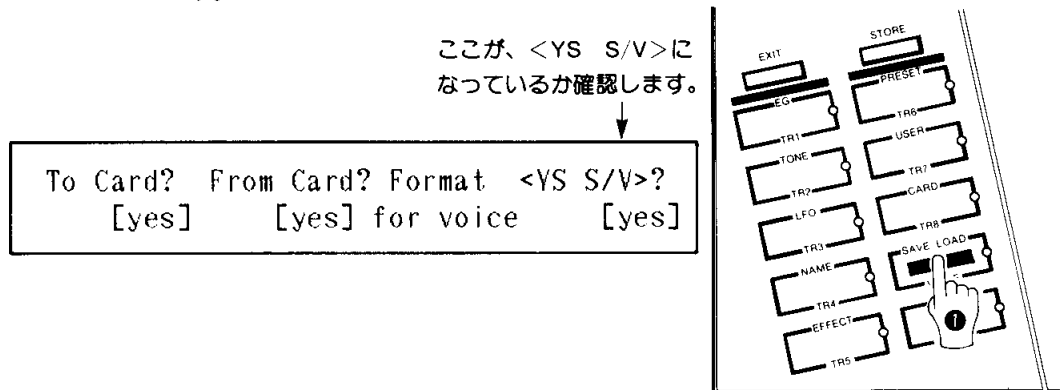 ここが、<YS S/V>に
なっているか確認します。
To Card? From Card? Format <YS S/V>?
[yes] [yes] for voice [yes]
EXIT
STORE
EG
PRESET
TR1
TR6
TONE
USER
TR2
TR7
LFO
CARD
TR3
TR8
NAME
SAVE LOAD
TR4
EFFECT
❶
TR5